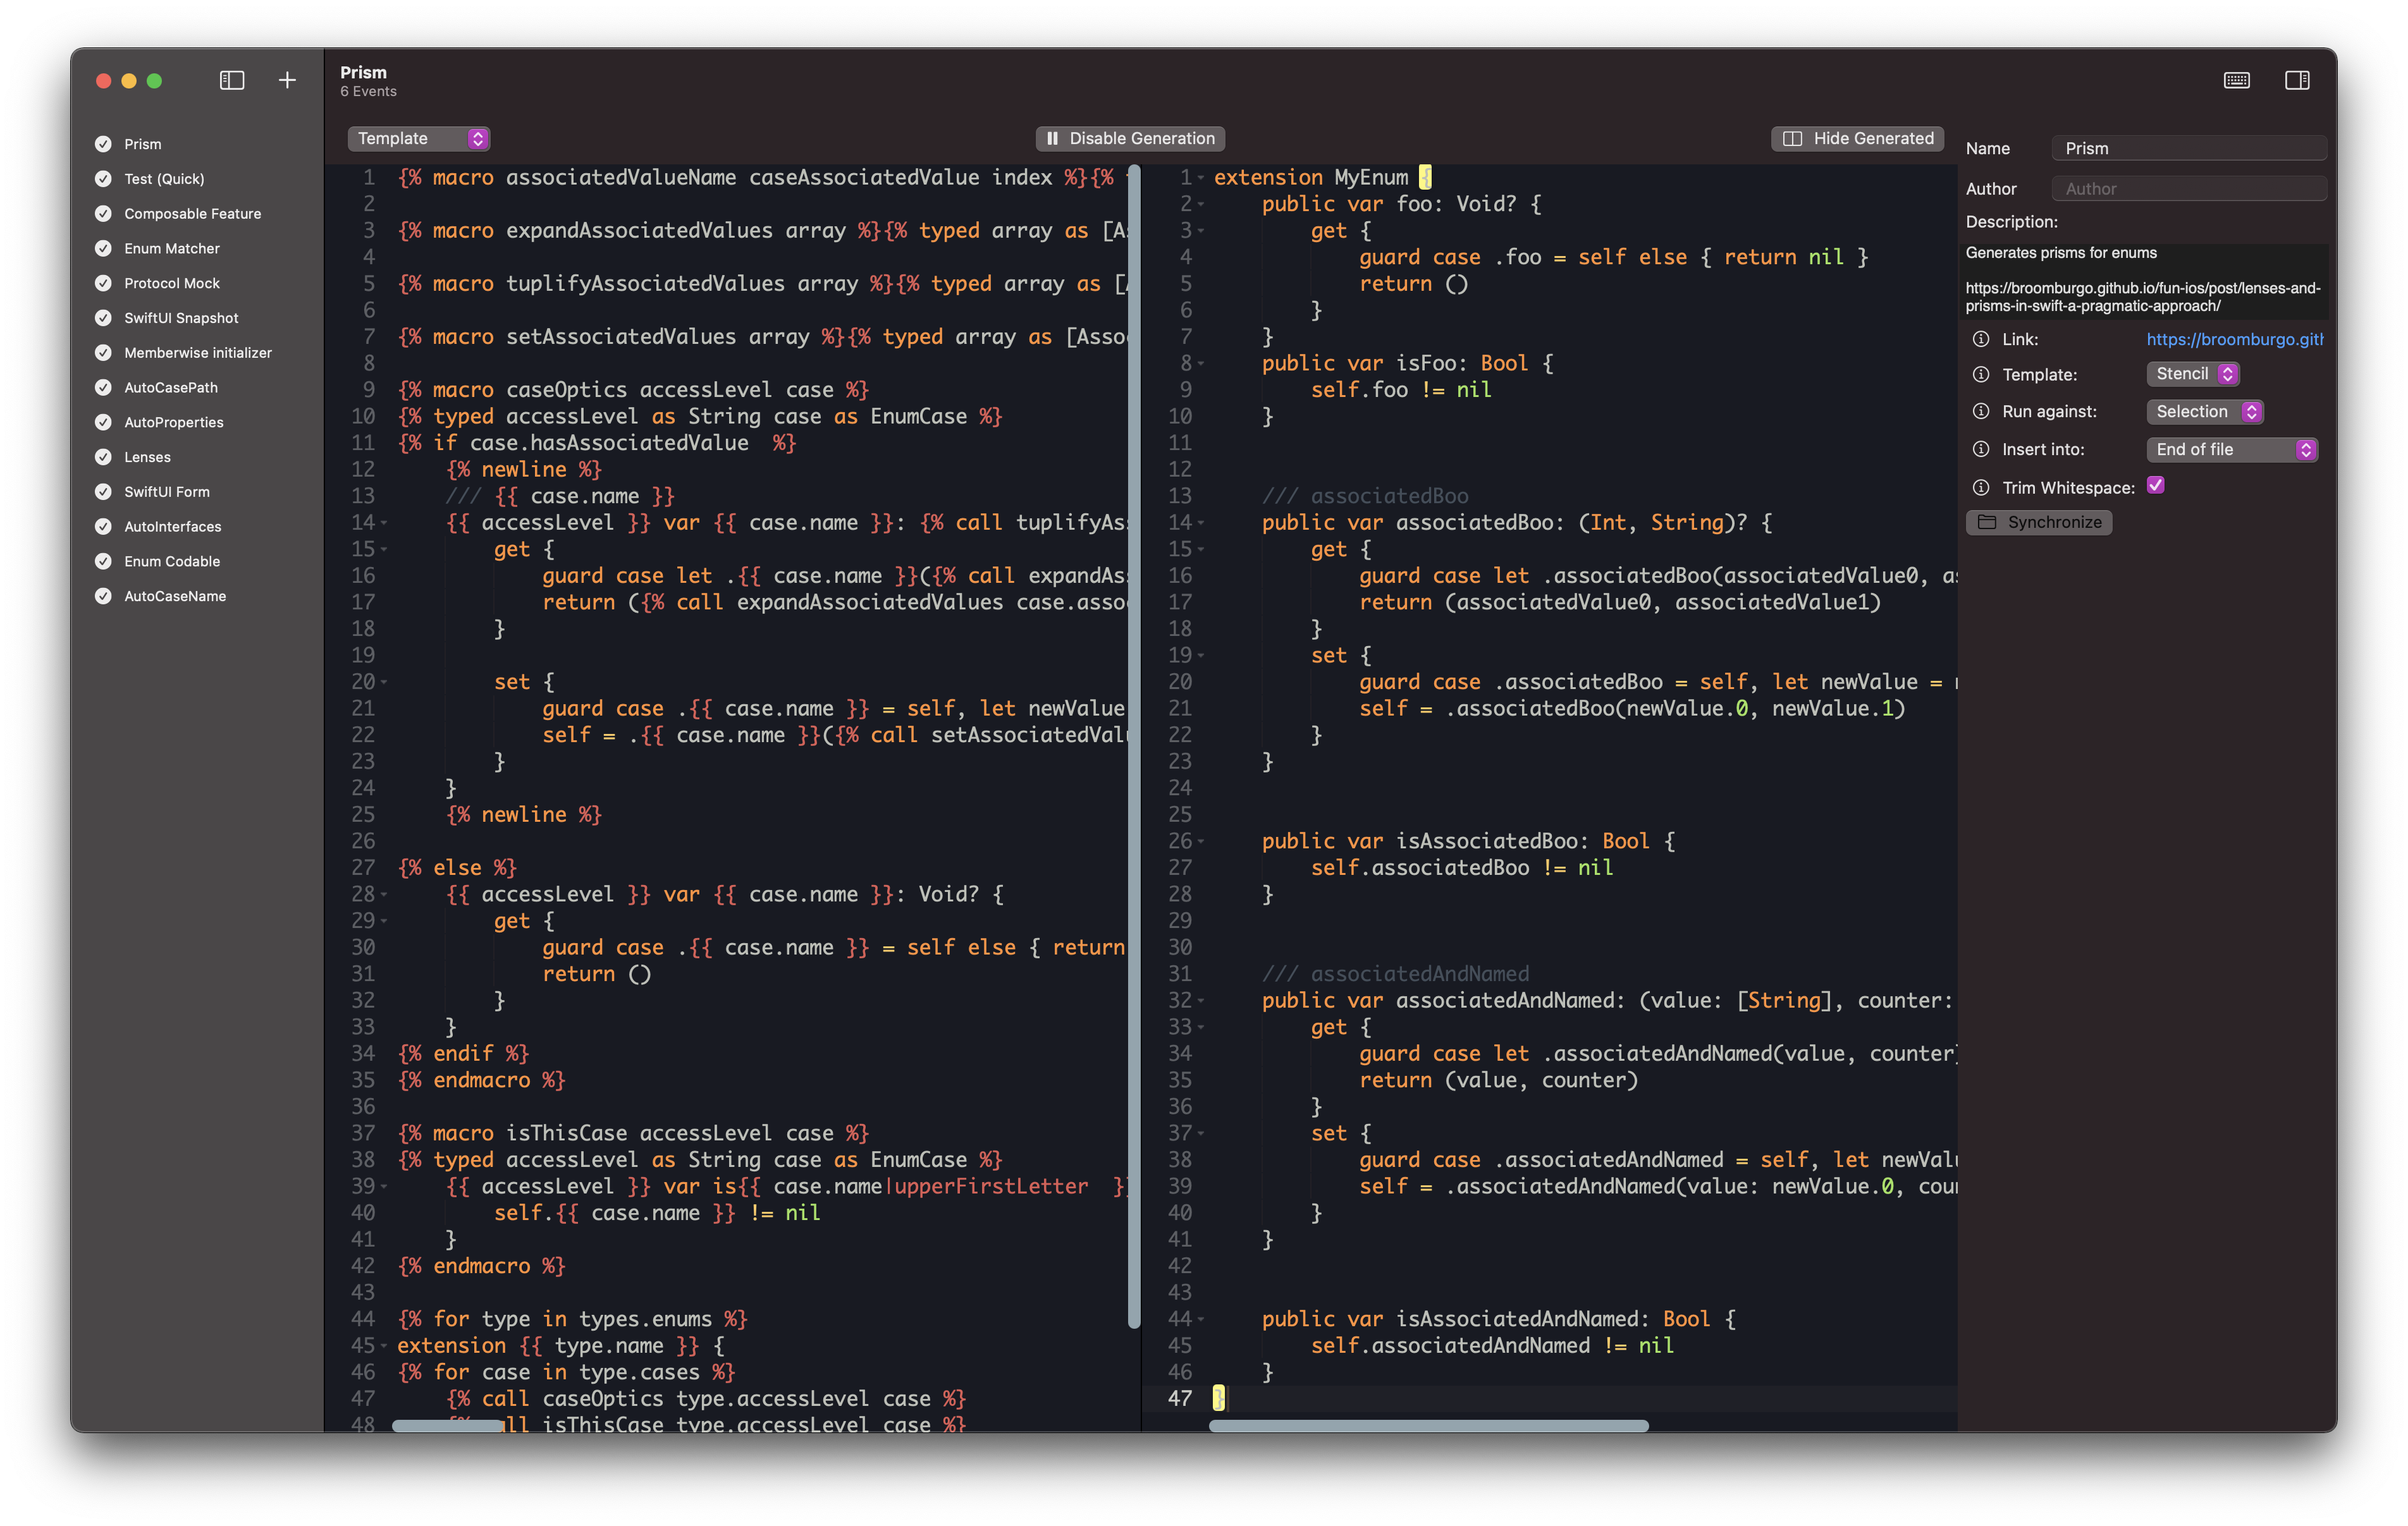 Prism
6 Events
Prism
Test (Quick)
Composable Feature
Enum Matcher
Protocol Mock
SwiftUI Snapshot
Memberwise initializer
AutoCasePath
AutoProperties
Lenses
SwiftUI Form
AutoInterfaces
Enum Codable
AutoCaseName
Template
Disable Generation
Hide Generated
1 {% macro associatedValueName caseAssociatedValue index %}{%
2
3 {% macro expandAssociatedValues array %}{% typed array as [As
4
5 {% macro tuplifyAssociatedValues array %}{% typed array as [
6
7 {% macro setAssociatedValues array %}{% typed array as [Asso
8
9 {% macro caseOptics accessLevel case %}
10 {% typed accessLevel as String case as EnumCase %}
11 {% if case.hasAssociatedValue  %}
12     {% newline %}
13     /// {{ case.name }}
14     {{ accessLevel }} var {{ case.name }}: {% call tuplifyAs
15         get {
16             guard case let .{{ case.name }}({% call expandAs
17             return ({% call expandAssociatedValues case.asso
18         }
19
20         set {
21             guard case .{{ case.name }} = self, let newValue
22             self = .{{ case.name }}({% call setAssociatedVal
23         }
24     }
25     {% newline %}
26
27 {% else %}
28     {{ accessLevel }} var {{ case.name }}: Void? {
29         get {
30             guard case .{{ case.name }} = self else { return
31             return ()
32         }
33     }
34 {% endif %}
35 {% endmacro %}
36
37 {% macro isThisCase accessLevel case %}
38 {% typed accessLevel as String case as EnumCase %}
39     {{ accessLevel }} var is{{ case.name|upperFirstLetter  }
40         self.{{ case.name }} != nil
41     }
42 {% endmacro %}
43
44 {% for type in types.enums %}
45 extension {{ type.name }} {
46 {% for case in type.cases %}
47     {% call caseOptics type.accessLevel case %}
48     all isThisCase type.accessLevel case %}
1 extension MyEnum {
2     public var foo: Void? {
3         get {
4             guard case .foo = self else { return nil }
5             return ()
6         }
7     }
8     public var isFoo: Bool {
9         self.foo != nil
10     }
11
12
13     /// associatedBoo
14     public var associatedBoo: (Int, String)? {
15         get {
16             guard case let .associatedBoo(associatedValue0, as
17             return (associatedValue0, associatedValue1)
18         }
19         set {
20             guard case .associatedBoo = self, let newValue =
21             self = .associatedBoo(newValue.0, newValue.1)
22         }
23     }
24
25
26     public var isAssociatedBoo: Bool {
27         self.associatedBoo != nil
28     }
29
30
31     /// associatedAndNamed
32     public var associatedAndNamed: (value: [String], counter:
33         get {
34             guard case let .associatedAndNamed(value, counter)
35             return (value, counter)
36         }
37         set {
38             guard case .associatedAndNamed = self, let newVal
39             self = .associatedAndNamed(value: newValue.0, cou
40         }
41     }
42
43
44     public var isAssociatedAndNamed: Bool {
45         self.associatedAndNamed != nil
46     }
47 }
Name Prism
Author Author
Description:
Generates prisms for enums
https://broomburgo.github.io/fun-ios/post/lenses-and-
prisms-in-swift-a-pragmatic-approach/
Link: https://broomburgo.gith
Template: Stencil
Run against: Selection
Insert into: End of file
Trim Whitespace:
Synchronize